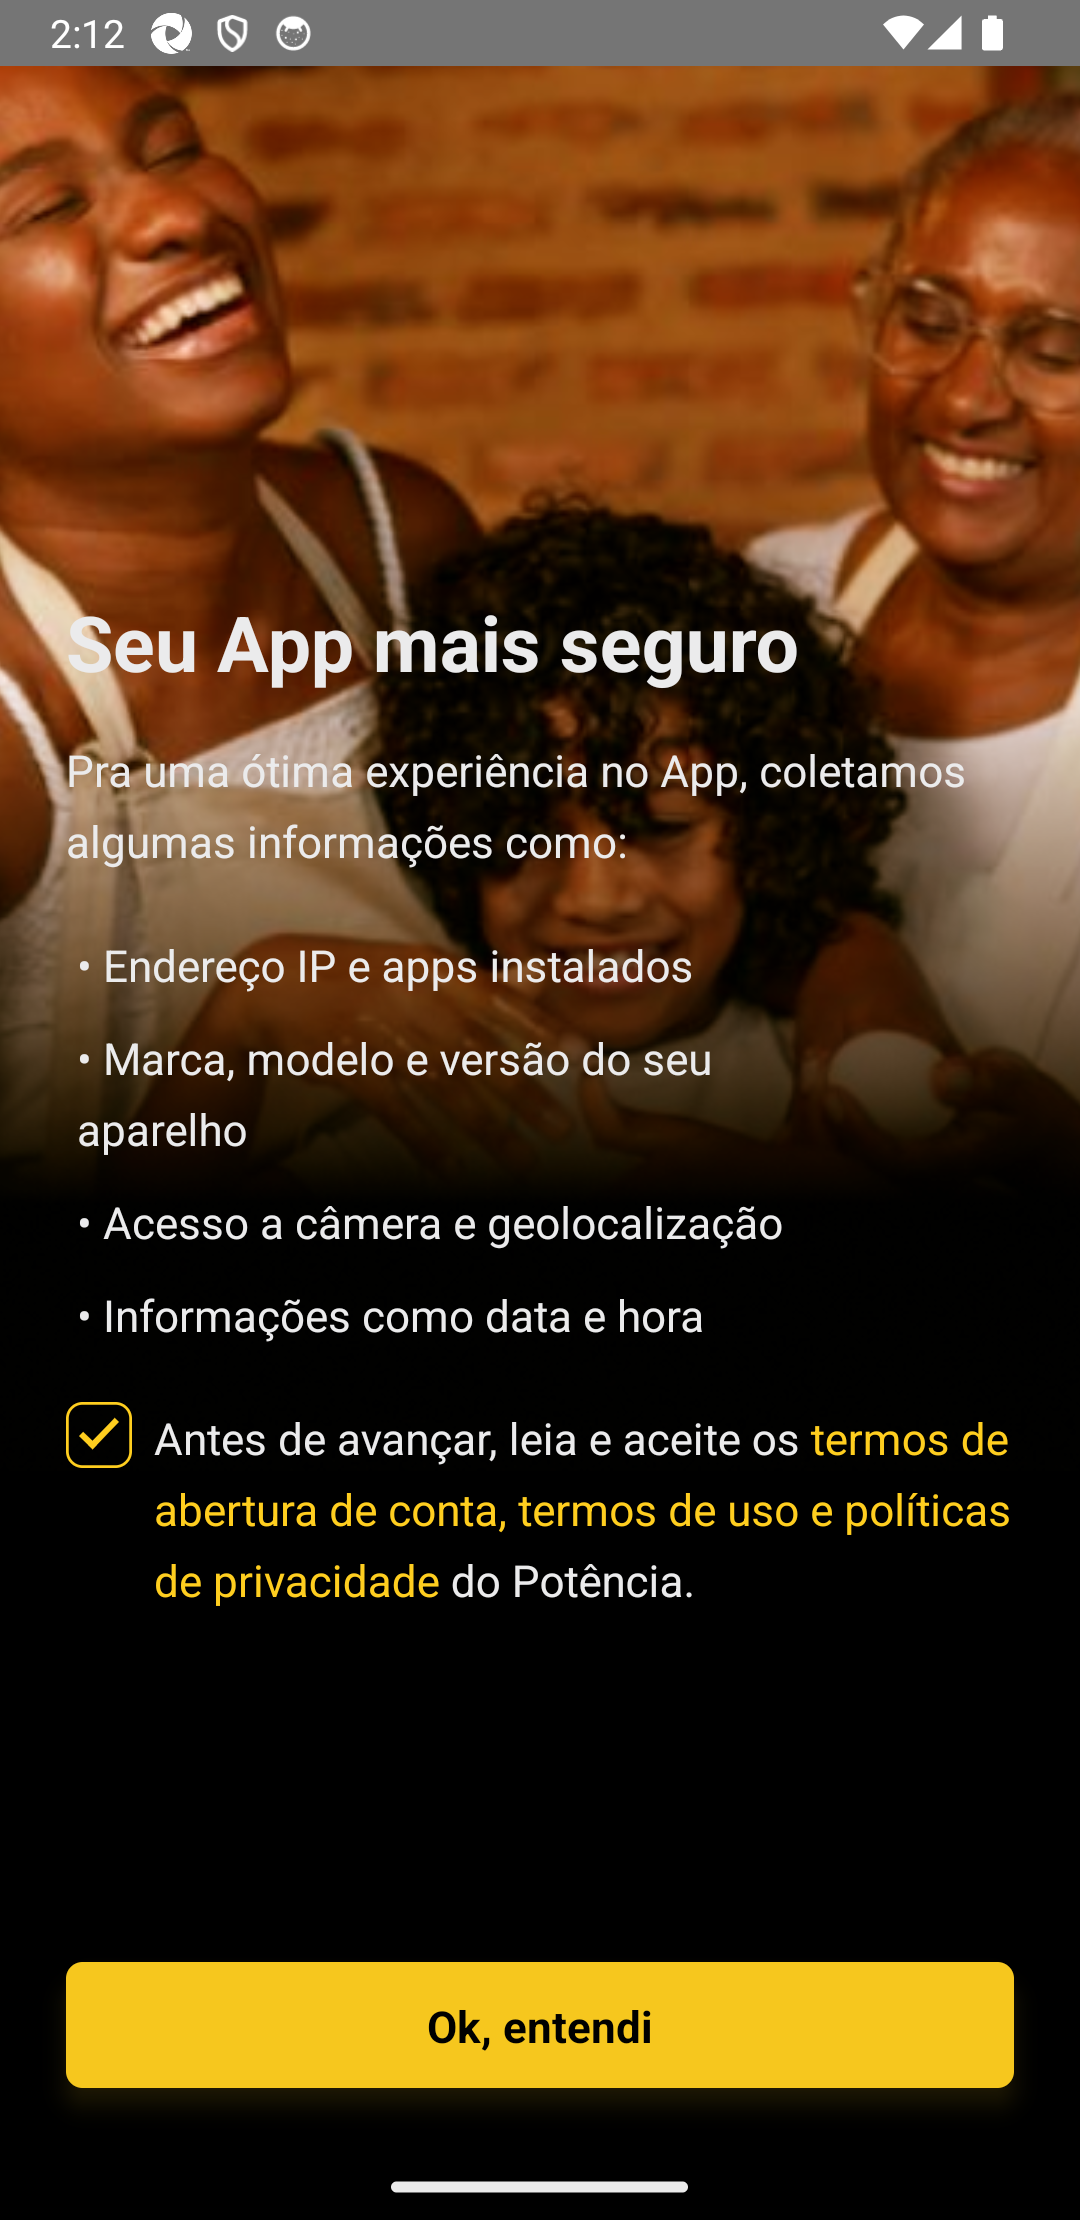 2:12
Seu App mais seguro
Pra uma ótima experiência no App, coletamos
algumas informações como:
• Endereço IP e apps instalados
• Marca, modelo e versão do seu
aparelho
• Acesso a câmera e geolocalização
• Informações como data e hora
Antes de avançar, leia e aceite os termos de
abertura de conta, termos de uso e políticas
de privacidade do Potência.
Ok, entendi